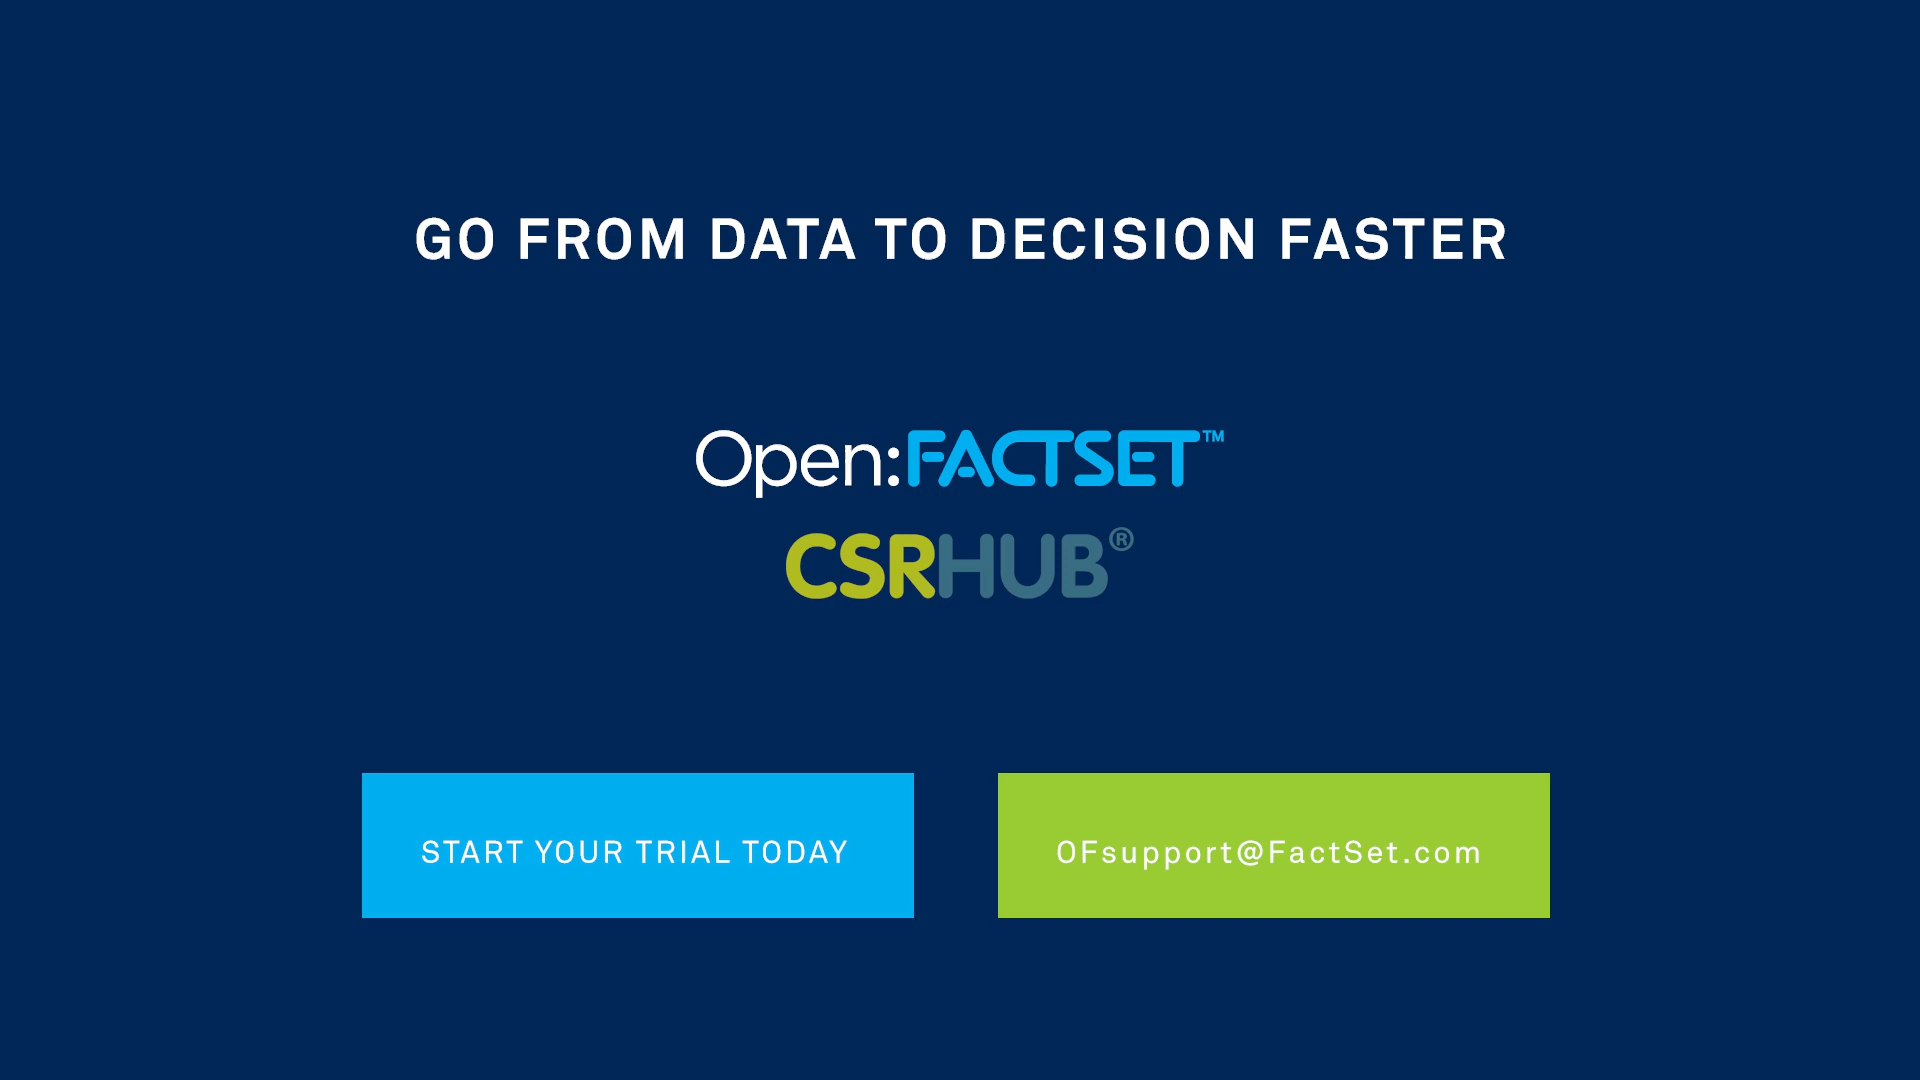 GO FROM DATA TO DECISION FASTER
Open:FACTSET™
CSRHUB®
START YOUR TRIAL TODAY
OFsupport@FactSet.com